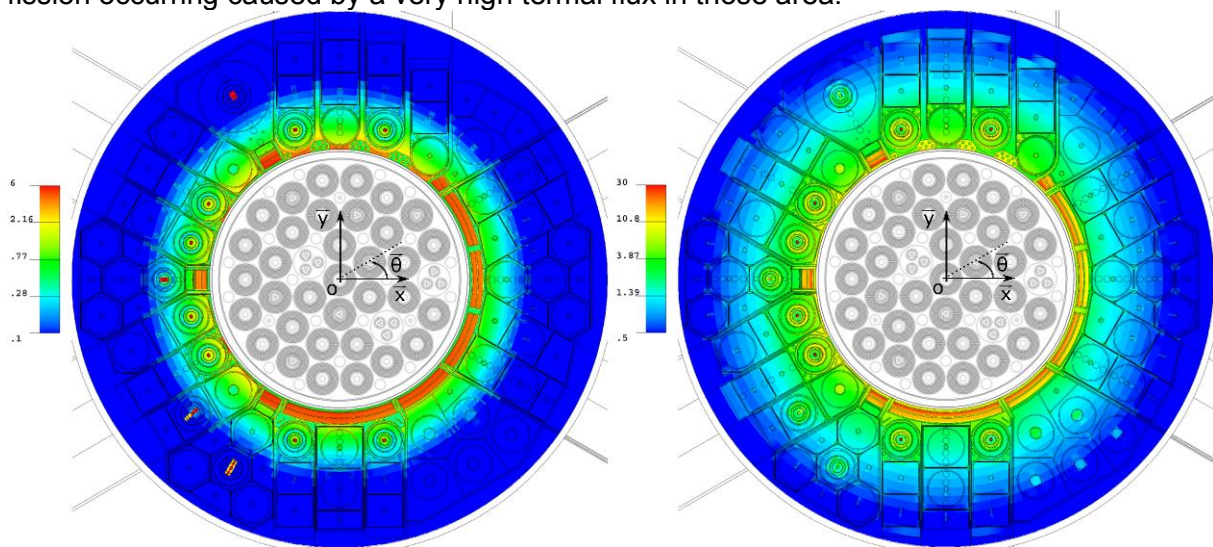 fission occurring caused by a very high termal flux in these area.
6
2.16
.77
.28
.1
y
θ
o
x
30
10.8
3.87
1.39
.5
y
θ
o
x